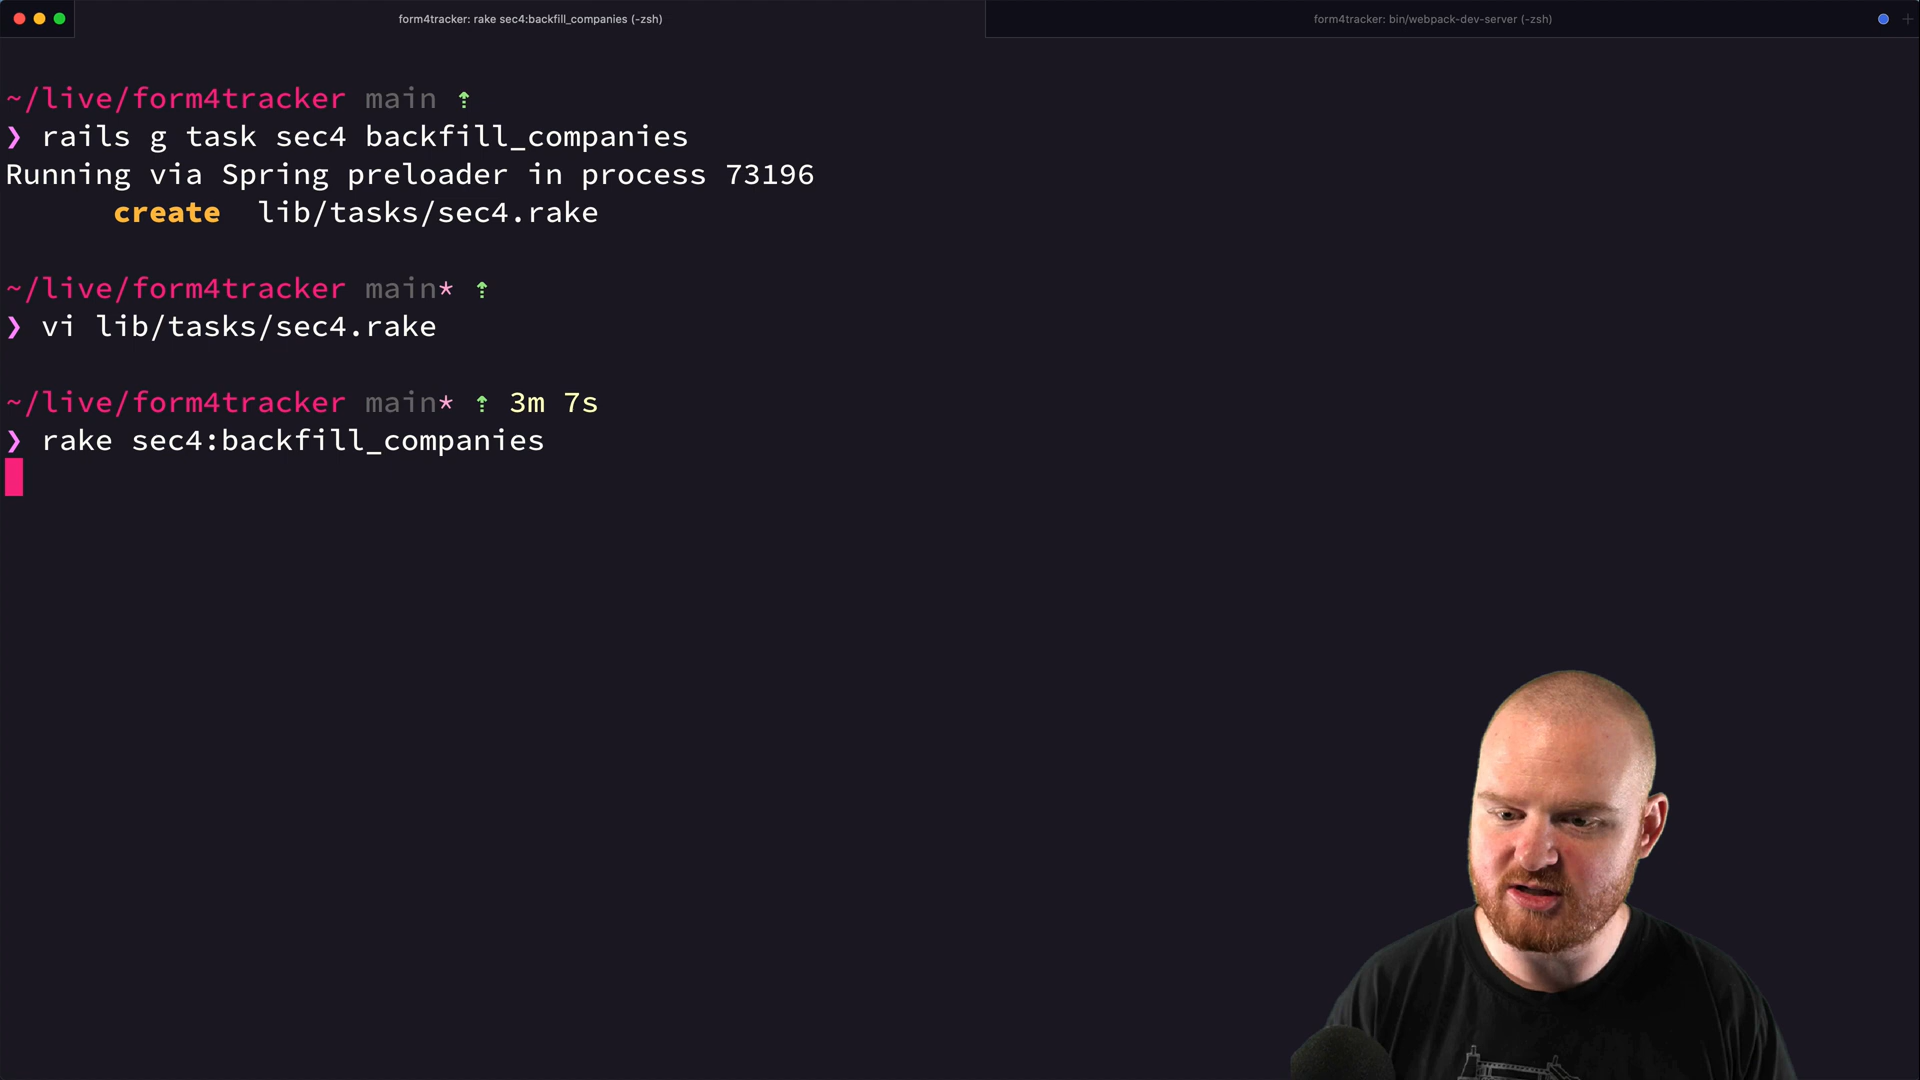 form4tracker: rake sec4:backfill_companies (-zsh)
form4tracker: bin/webpack-dev-server (-zsh)
~/live/form4tracker main ⇡
❯ rails g task sec4 backfill_companies
Running via Spring preloader in process 73196
create lib/tasks/sec4.rake
~/live/form4tracker main* ⇡
❯ vi lib/tasks/sec4.rake
~/live/form4tracker main* ⇡ 3m 7s
❯ rake sec4:backfill_companies